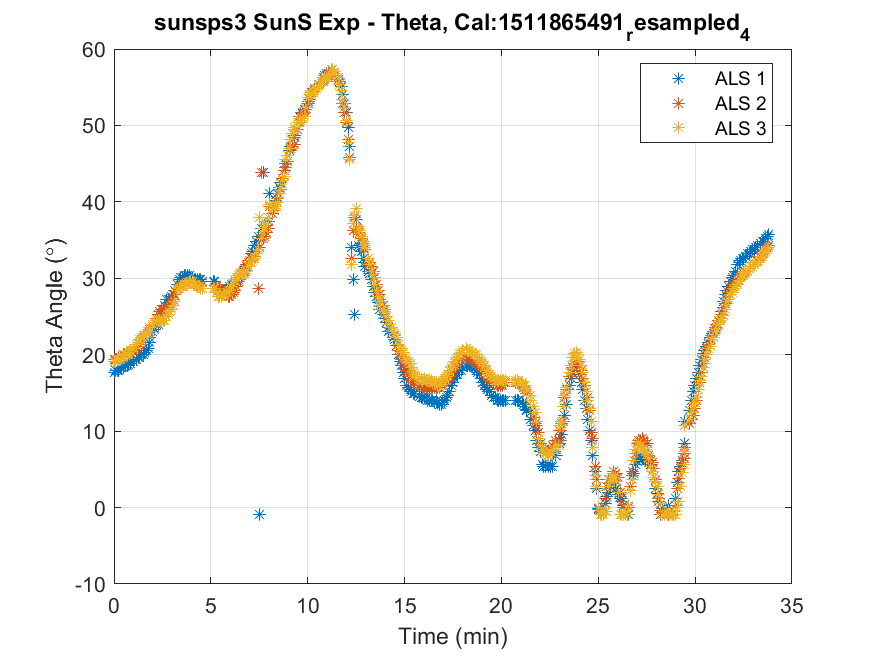 sunsps3 SunS Exp - Theta, Cal:1511865491resampled4
60
50
40
30
20
10
0
-10
Theta Angle (°)
ALS 1
ALS 2
ALS 3
0 5 10 15 20 25 30 35
Time (min)